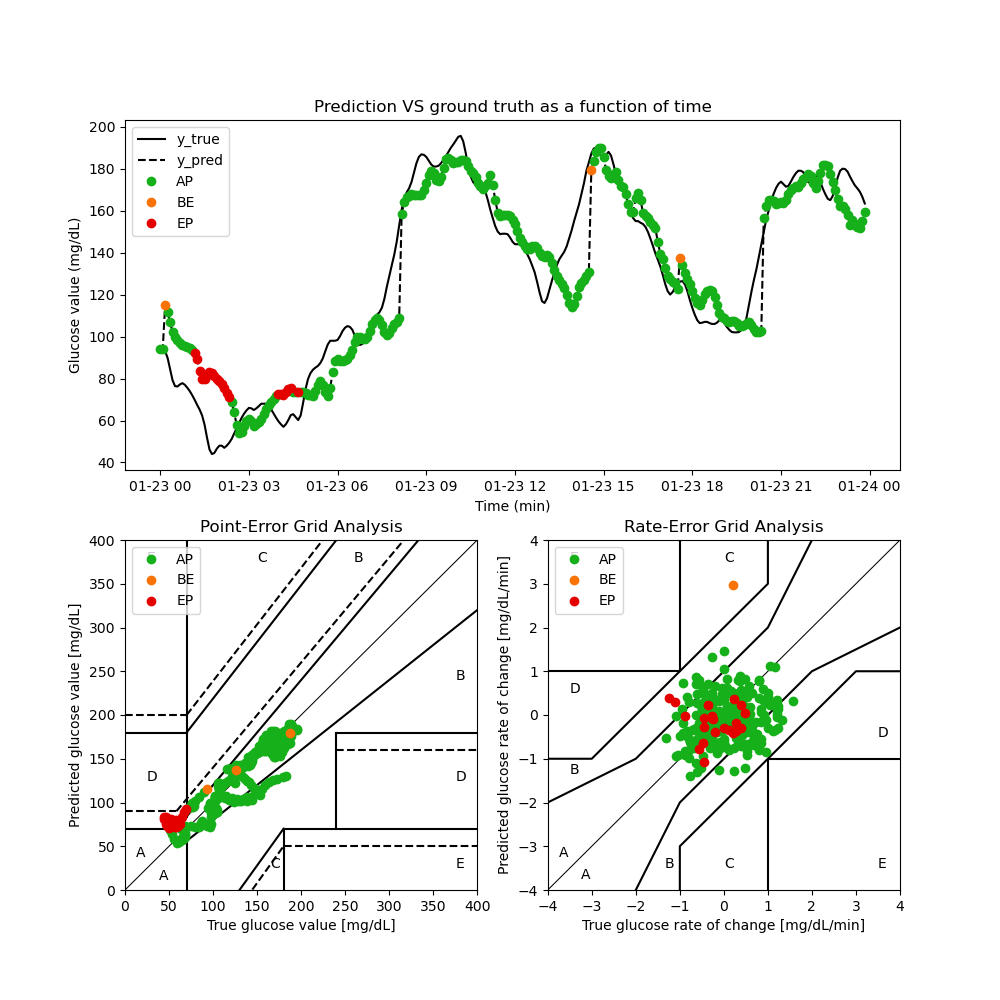 Prediction VS ground truth as a function of time
Glucose value (mg/dL)
200
180
160
140
120
100
80
60
40
y_true
y_pred
AP
BE
EP
01-23 00 01-23 03 01-23 06 01-23 09 01-23 12 01-23 15 01-23 18 01-23 21 01-24 00
Time (min)
Point-Error Grid Analysis
Predicted glucose value [mg/dL]
400
350
300
250
200
150
100
50
0
AP
BE
EP
C B
B
D D
A
A C E
0 50 100 150 200 250 300 350 400
True glucose value [mg/dL]
Rate-Error Grid Analysis
Predicted glucose rate of change [mg/dL/min]
4
3
2
1
0
−1
−2
−3
−4
AP
BE
EP
C
D
D
B
A
A B C E
−4 −3 −2 −1 0 1 2 3 4
True glucose rate of change [mg/dL/min]